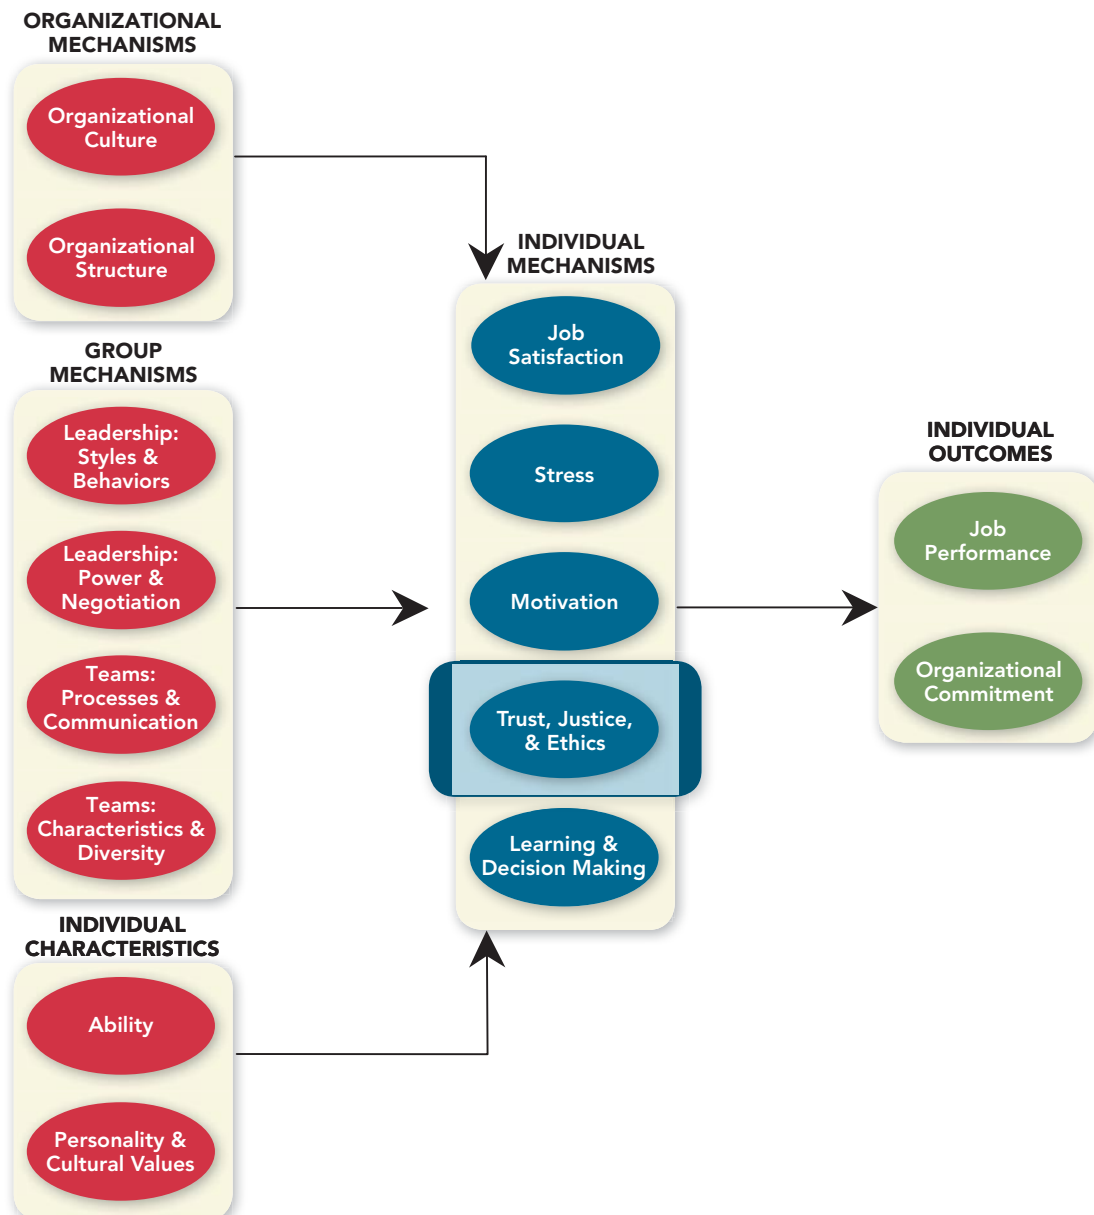 ORGANIZATIONAL
MECHANISMS
Organizational
Culture
Organizational
Structure
GROUP
MECHANISMS
Leadership:
Styles &
Behaviors
Leadership:
Power &
Negotiation
Teams:
Processes &
Communication
Teams:
Characteristics &
Diversity
INDIVIDUAL
CHARACTERISTICS
Ability
Personality &
Cultural Values
INDIVIDUAL
MECHANISMS
Job
Satisfaction
Stress
Motivation
Trust, Justice,
& Ethics
Learning &
Decision Making
INDIVIDUAL
OUTCOMES
Job
Performance
Organizational
Commitment